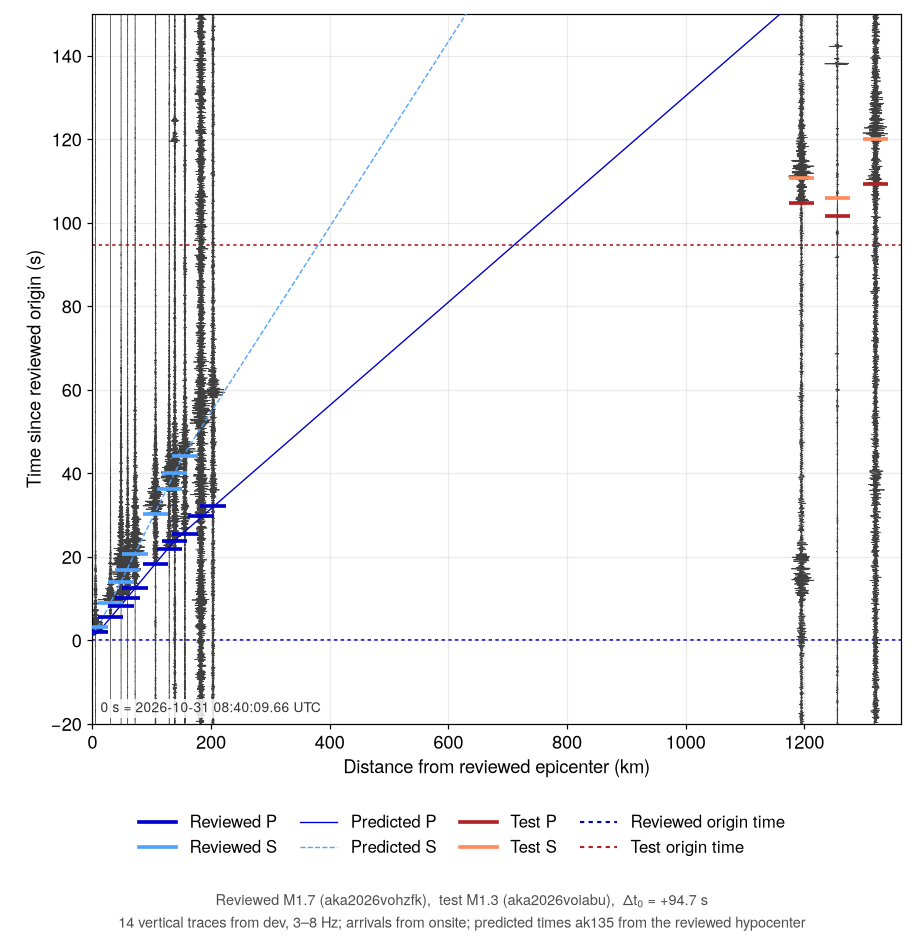 140
120
100
80
60
40
20
0
−20
Time since reviewed origin (s)
0 s = 2026-10-31 08:40:09.66 UTC
0 200 400 600 800 1000 1200
Distance from reviewed epicenter (km)
Reviewed P Predicted P Test P Reviewed origin time
Reviewed S Predicted S Test S Test origin time
Reviewed M1.7 (aka2026vohzfk), test M1.3 (aka2026voiabu), Δt₀ = +94.7 s
14 vertical traces from dev, 3–8 Hz; arrivals from onsite; predicted times ak135 from the reviewed hypocenter